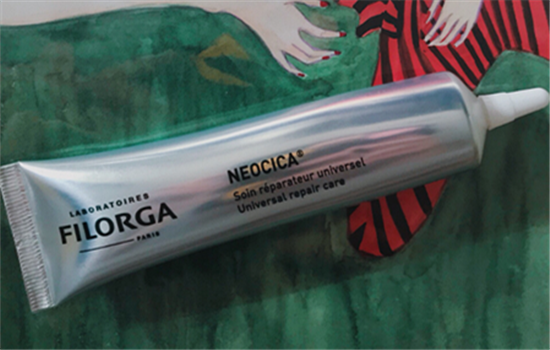 LABORATOIRES
FILORGA
PARIS
NEOCICA®
Soin réparateur universel
Universal repair care